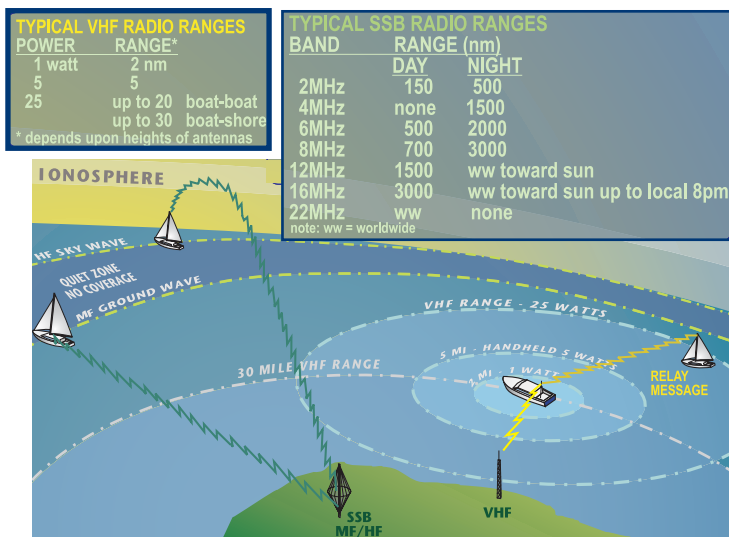 TYPICAL VHF RADIO RANGES
POWER RANGE*
1 watt 2 nm
5 5
25 up to 20 boat-boat
up to 30 boat-shore
* depends upon heights of antennas
TYPICAL SSB RADIO RANGES
BAND RANGE (nm)
DAY NIGHT
2MHz 150 500
4MHz none 1500
6MHz 500 2000
8MHz 700 3000
12MHz 1500 ww toward sun
16MHz 3000 ww toward sun up to local 8pm
22MHz ww none
note: ww = worldwide
IONOSPHERE
HF SKY WAVE
QUIET ZONE
NO COVERAGE
MF GROUND WAVE
VHF RANGE - 25 WATTS
5 MI - HANDHELD 5 WATTS
2 MI - 1 WATT
30 MILE VHF RANGE
RELAY
MESSAGE
SSB
MF/HF
VHF